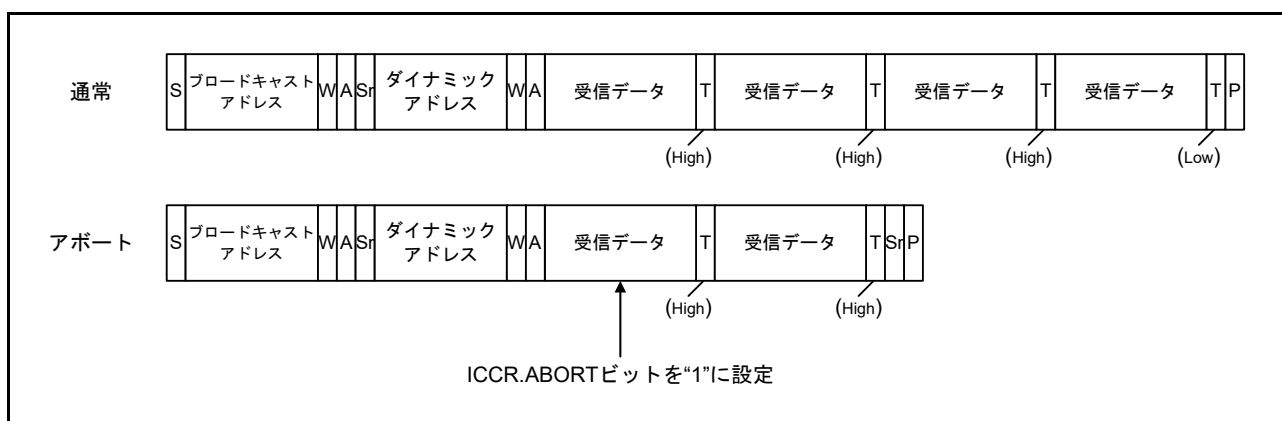 通常
S ブロードキャスト
アドレス W A Sr ダイナミック
アドレス W A 受信データ T 受信データ T 受信データ T 受信データ T P
(High) (High) (High) (Low)
アボート
S ブロードキャスト
アドレス W A Sr ダイナミック
アドレス W A 受信データ T 受信データ T Sr P
(High) (High)
ICCR.ABORTビットを“1”に設定